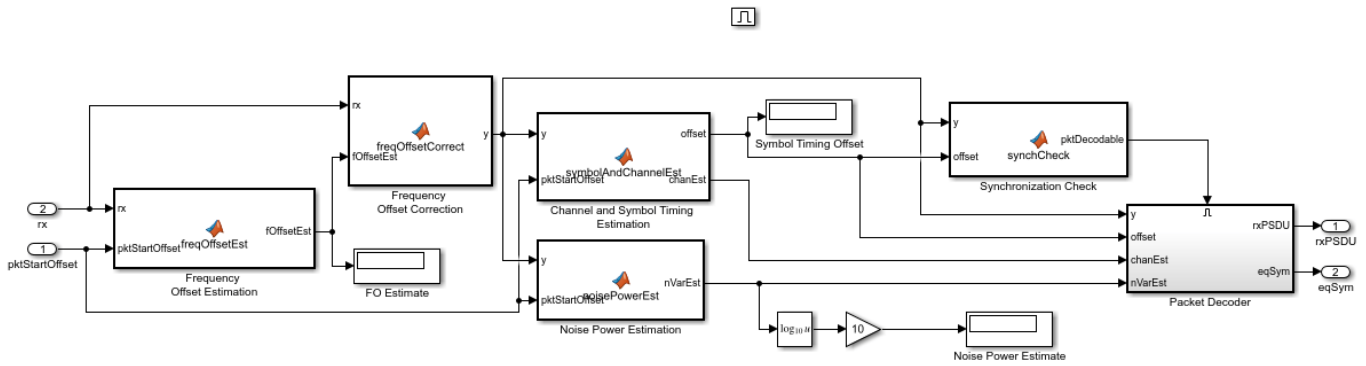 rx
fOffsetEst
freqOffsetCorrect
y
Frequency
Offset Correction
2
rx
1
pktStartOffset
rx
pktStartOffset
freqOffsetEst
fOffsetEst
Frequency
Offset Estimation
FO Estimate
y
pktStartOffset
symbolAndChannelEst
offset
chanEst
Channel and Symbol Timing
Estimation
Symbol Timing Offset
y
pktStartOffset
noisePowerEst
nVarEst
Noise Power Estimation
log10 u
10
Noise Power Estimate
y
offset
synchCheck
pktDecodable
Synchronization Check
y
offset
chanEst
nVarEst
rxPSDU
eqSym
Packet Decoder
1
rxPSDU
2
eqSym